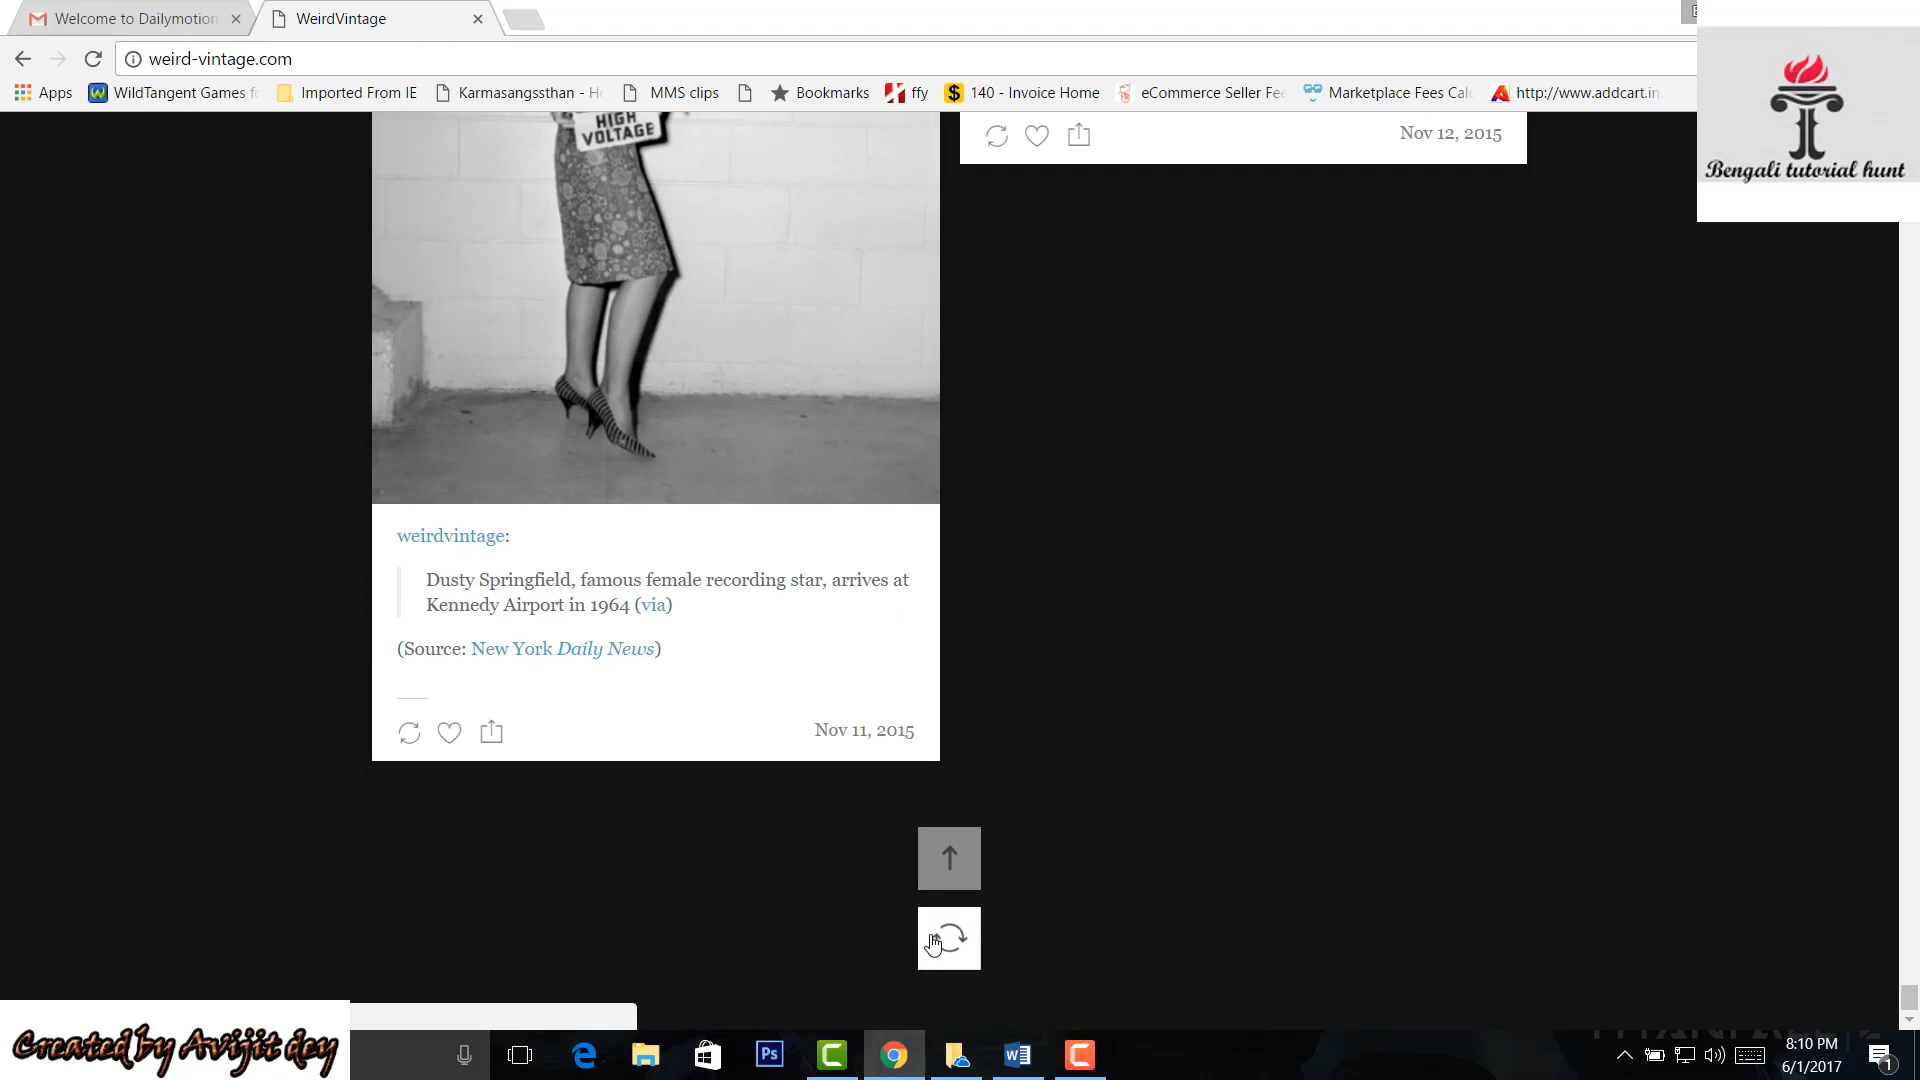 Welcome to Dailymotion
WeirdVintage
weird-vintage.com
Apps
WildTangent Games
Imported From IE
Karmasangssthan - H
MMS clips
Bookmarks
ffy
140 - Invoice Home
eCommerce Seller Fe
Marketplace Fees Cal
http://www.addcart.in
Bengali tutorial hunt
HIGH
VOLTAGE
Nov 12, 2015
weirdvintage:
Dusty Springfield, famous female recording star, arrives at
Kennedy Airport in 1964 (via)
(Source: New York Daily News)
Nov 11, 2015
Created by Avijit dey
Ps
8:10 PM
6/1/2017
1